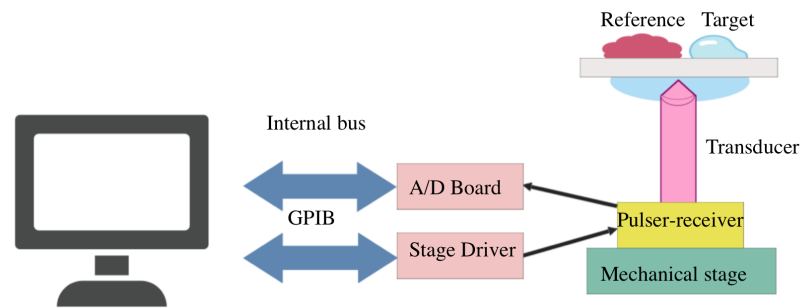 Reference
Target
Internal bus
Transducer
A/D Board
GPIB
Pulser-receiver
Stage Driver
Mechanical stage